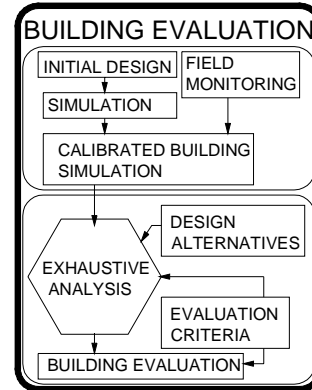 BUILDING EVALUATION
INITIAL DESIGN
FIELD
MONITORING
SIMULATION
CALIBRATED BUILDING
SIMULATION
DESIGN
ALTERNATIVES
EXHAUSTIVE
ANALYSIS
EVALUATION
CRITERIA
BUILDING EVALUATION